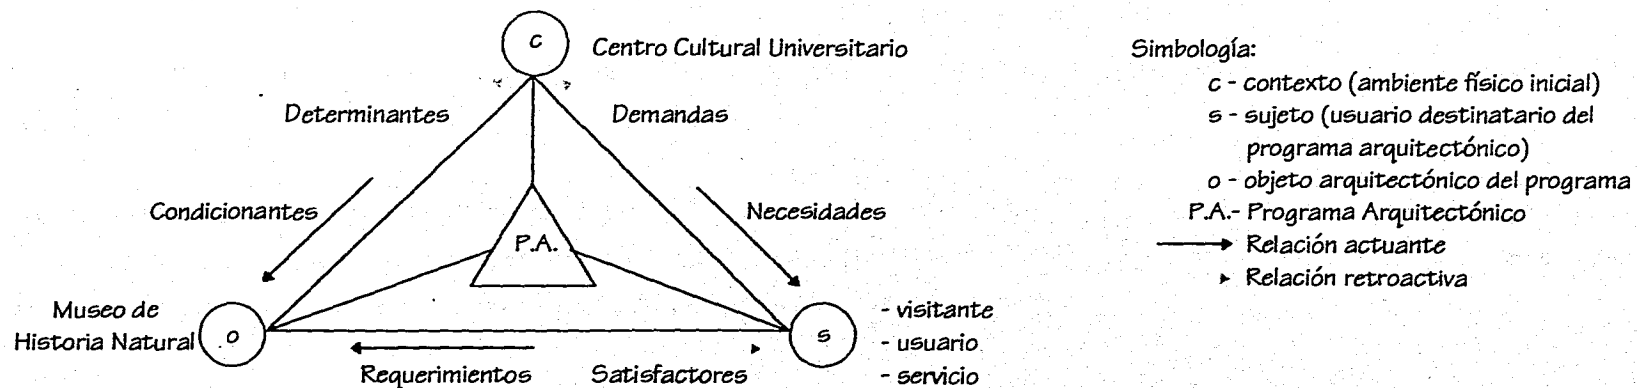 c
Centro Cultural Universitario
Determinantes
Demandas
Condicionantes
Necesidades
P.A.
Museo de
Historia Natural
o
s
- visitante
- usuario
- servicio
Requerimientos
Satisfactores
Simbología:
c - contexto (ambiente físico inicial)
s - sujeto (usuario destinatario del
programa arquitectónico)
o - objeto arquitectónico del programa
P.A.- Programa Arquitectónico
Relación actuante
Relación retroactiva